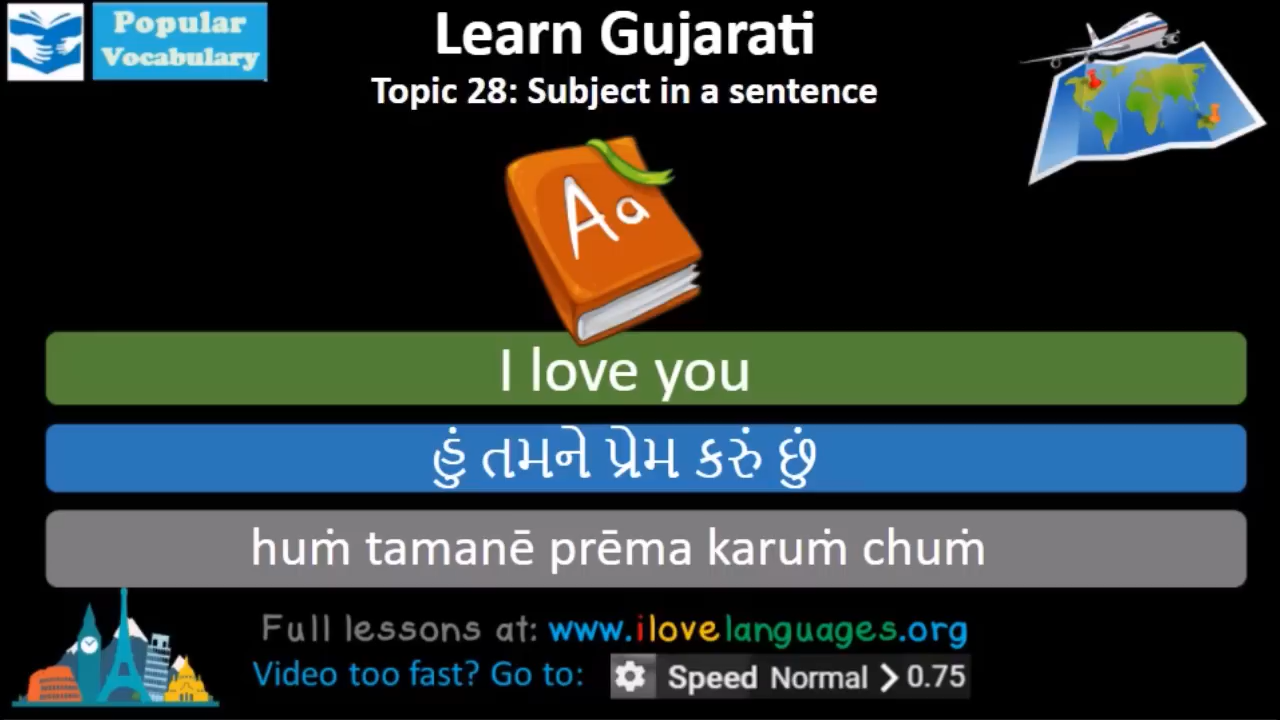 Popular
Vocabulary
Learn Gujarati
Topic 28: Subject in a sentence
Aa
I love you
હું તમને પ્રેમ કરું છું
huṁ tamanē prēma karuṁ chuṁ
Full lessons at: www.ilovelanguages.org
Video too fast? Go to: Speed Normal > 0.75